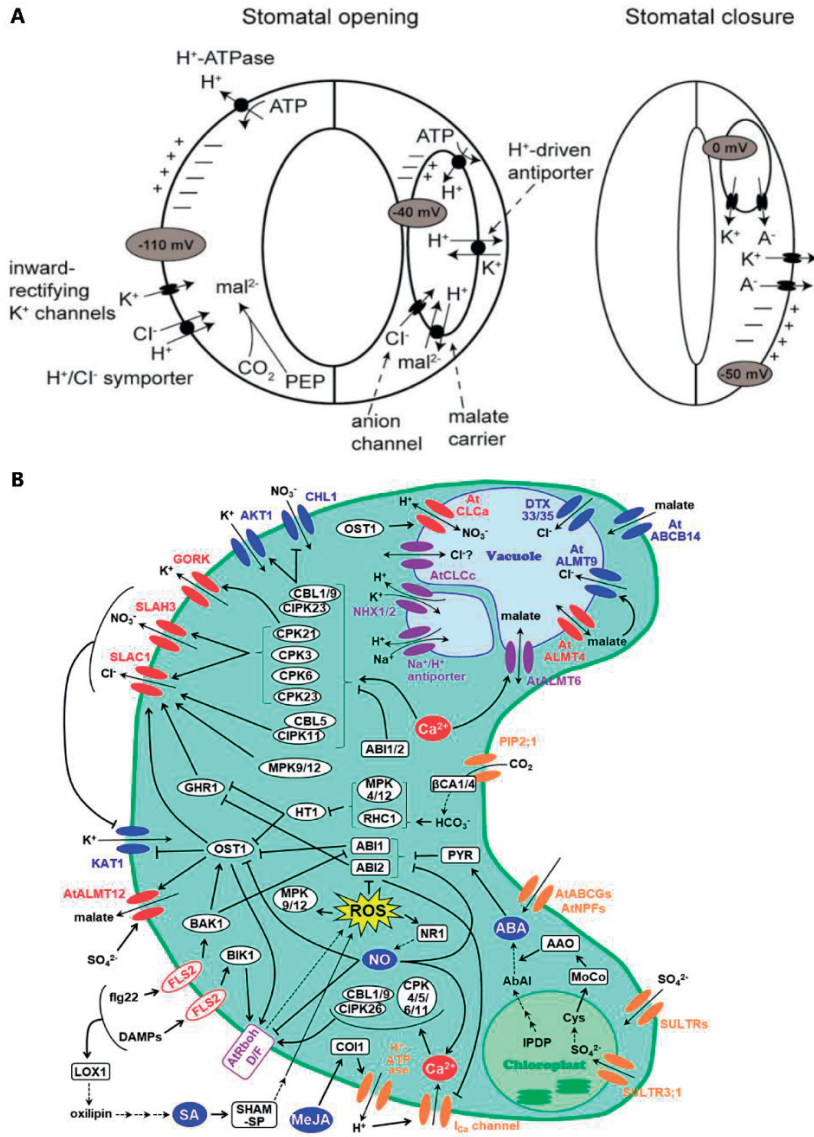 A
Stomatal opening
Stomatal closure
H⁺-ATPase
H⁺
ATP
+ + + +
-110 mV
inward-
rectifying
K⁺ channels
K⁺
Cl⁻
H⁺
H⁺/Cl⁻ symporter
mal²⁻
CO₂
PEP
ATP
H⁺
-40 mV
H⁺
K⁺
H⁺
Cl⁻
mal²⁻
H⁺-driven
antiporter
anion
channel
malate
carrier
0 mV
K⁺
A⁻
K⁺
A⁻
-50 mV
B
NO₃⁻
CHL1
K⁺
AKT1
GORK
K⁺
SLAH3
NO₃⁻
SLAC1
Cl⁻
OST1
H⁺
At
CLCa
NO₃⁻
Vacuole
DTX
33/35
Cl⁻
malate
At
ABCB14
Cl⁻?
AtCLCc
At
ALMT9
Cl⁻
H⁺
K⁺
NHX1/2
H⁺
Na⁺
Na⁺/H⁺
antiporter
malate
At
ALMT4
malate
AtALMT6
CBL1/9
CIPK23
CPK21
CPK3
CPK6
CPK23
CBL5
CIPK11
ABI1/2
Ca²⁺
MPK9/12
GHR1
HT1
MPK
4/12
RHC1
HCO₃⁻
βCA1/4
PIP2;1
CO₂
K⁺
KAT1
OST1
ABI1
ABI2
PYR
AtALMT12
malate
SO₄²⁻
BAK1
BIK1
MPK
9/12
ROS
NR1
NO
ABA
AtABCGs
AtNPFs
AAO
AbAl
MoCo
Cys
IPDP
SO₄²⁻
Chloroplast
SO₄²⁻
SULTRs
SULTR3;1
flg22
FLS2
DAMPs
FLS2
AtRboh
D/F
CBL1/9
CIPK26
CPK
4/5/
6/11
LOX1
oxilipin
SA
SHAM
-SP
MeJA
COI1
H⁺-
ATP
ase
H⁺
Ca²⁺
I_Ca channel